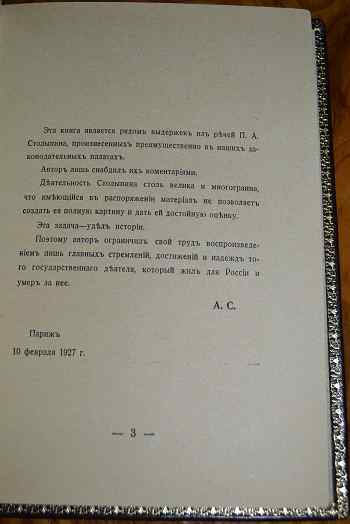 Эта книга является рядомъ выдержекъ изъ рѣчей П. А.
Столыпина, произнесенныхъ преимущественно въ нашихъ за-
конодательныхъ палатахъ.
Авторъ лишь снабдилъ ихъ коментаріями.
Дѣятельность Столыпина столь велика и многогранна,
что имѣющійся въ распоряженіи матеріалъ не позволяетъ
создать ея полную картину и дать ей достойную оцѣнку.
Эта задача—удѣлъ исторіи.
Поэтому авторъ ограничилъ свой трудъ воспроизведе-
ніемъ лишь главныхъ стремленій, достиженій и надеждъ то-
го государственнаго дѣятеля, который жилъ для Россіи и
умеръ за нее.
А. С.
Парижъ
10 февраля 1927 г.
— 3 —